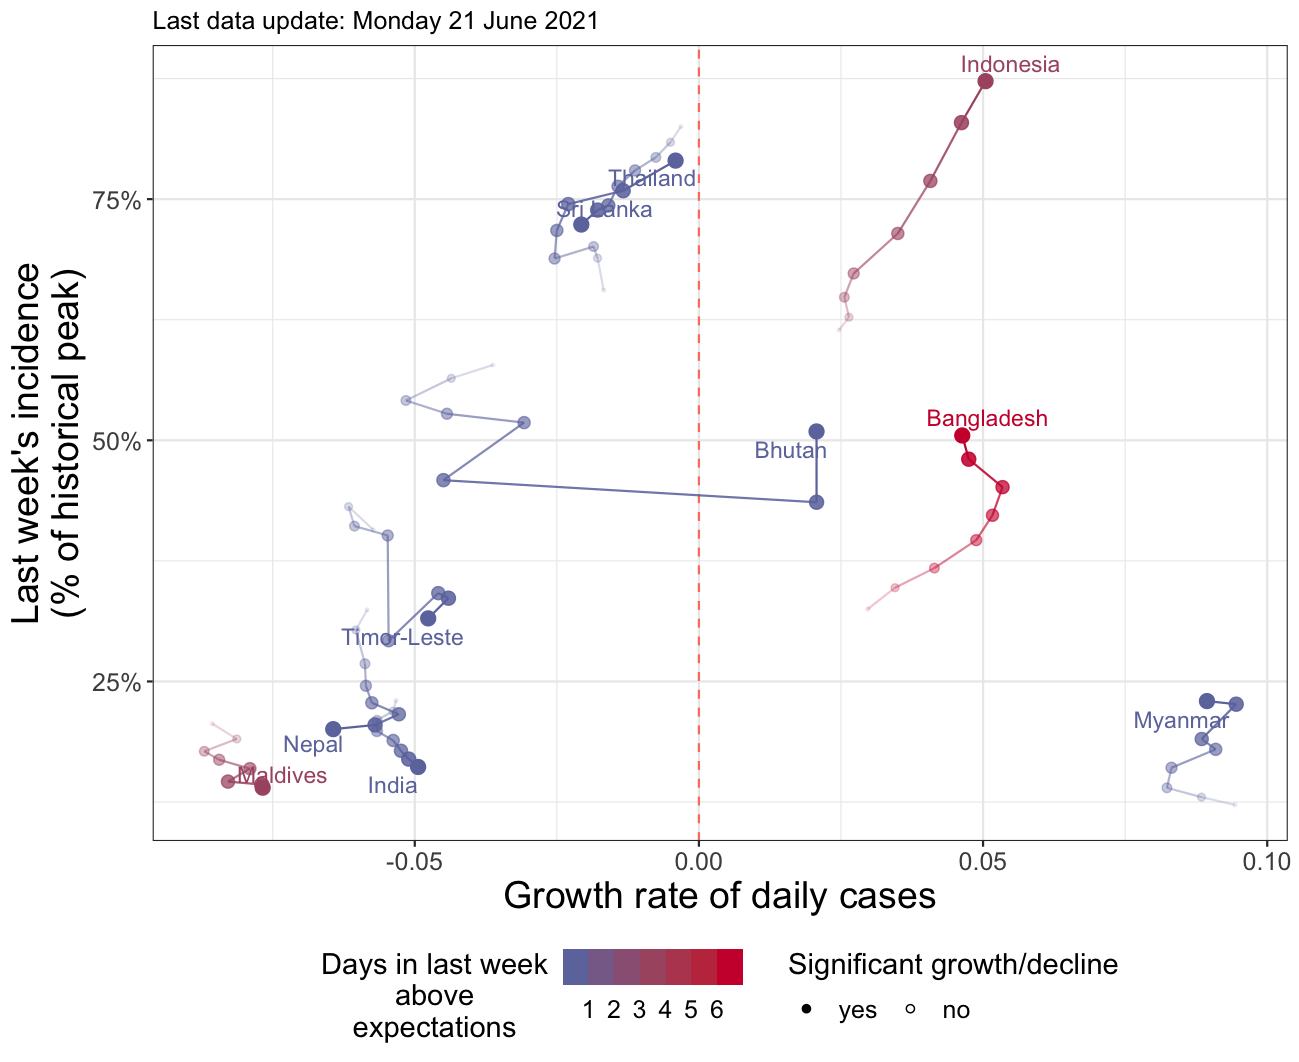 Last data update: Monday 21 June 2021
Indonesia
Thailand
75%
Sri Lanka
Last week's incidence
(% of historical peak)
Bangladesh
50%
Bhutan
Timor-Leste
25%
Myanmar
Nepal
Maldives
India
-0.05 0.00 0.05 0.10
Growth rate of daily cases
Days in last week
above
expectations
1 2 3 4 5 6
Significant growth/decline
yes no